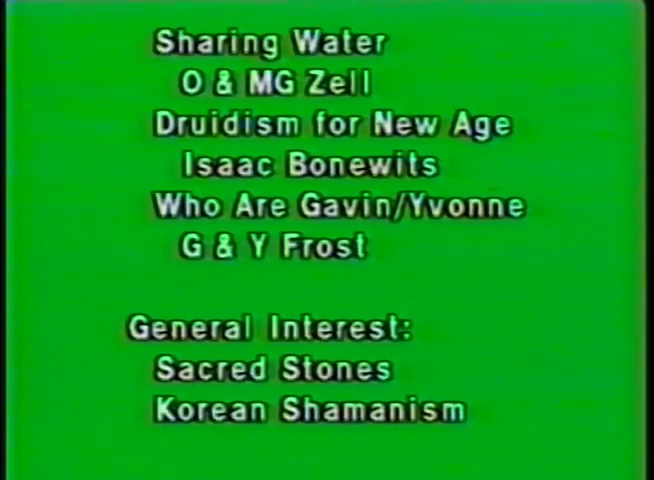 Sharing Water
O & MG Zell
Druidism for New Age
Isaac Bonewits
Who Are Gavin/Yvonne
G & Y Frost
General Interest:
Sacred Stones
Korean Shamanism